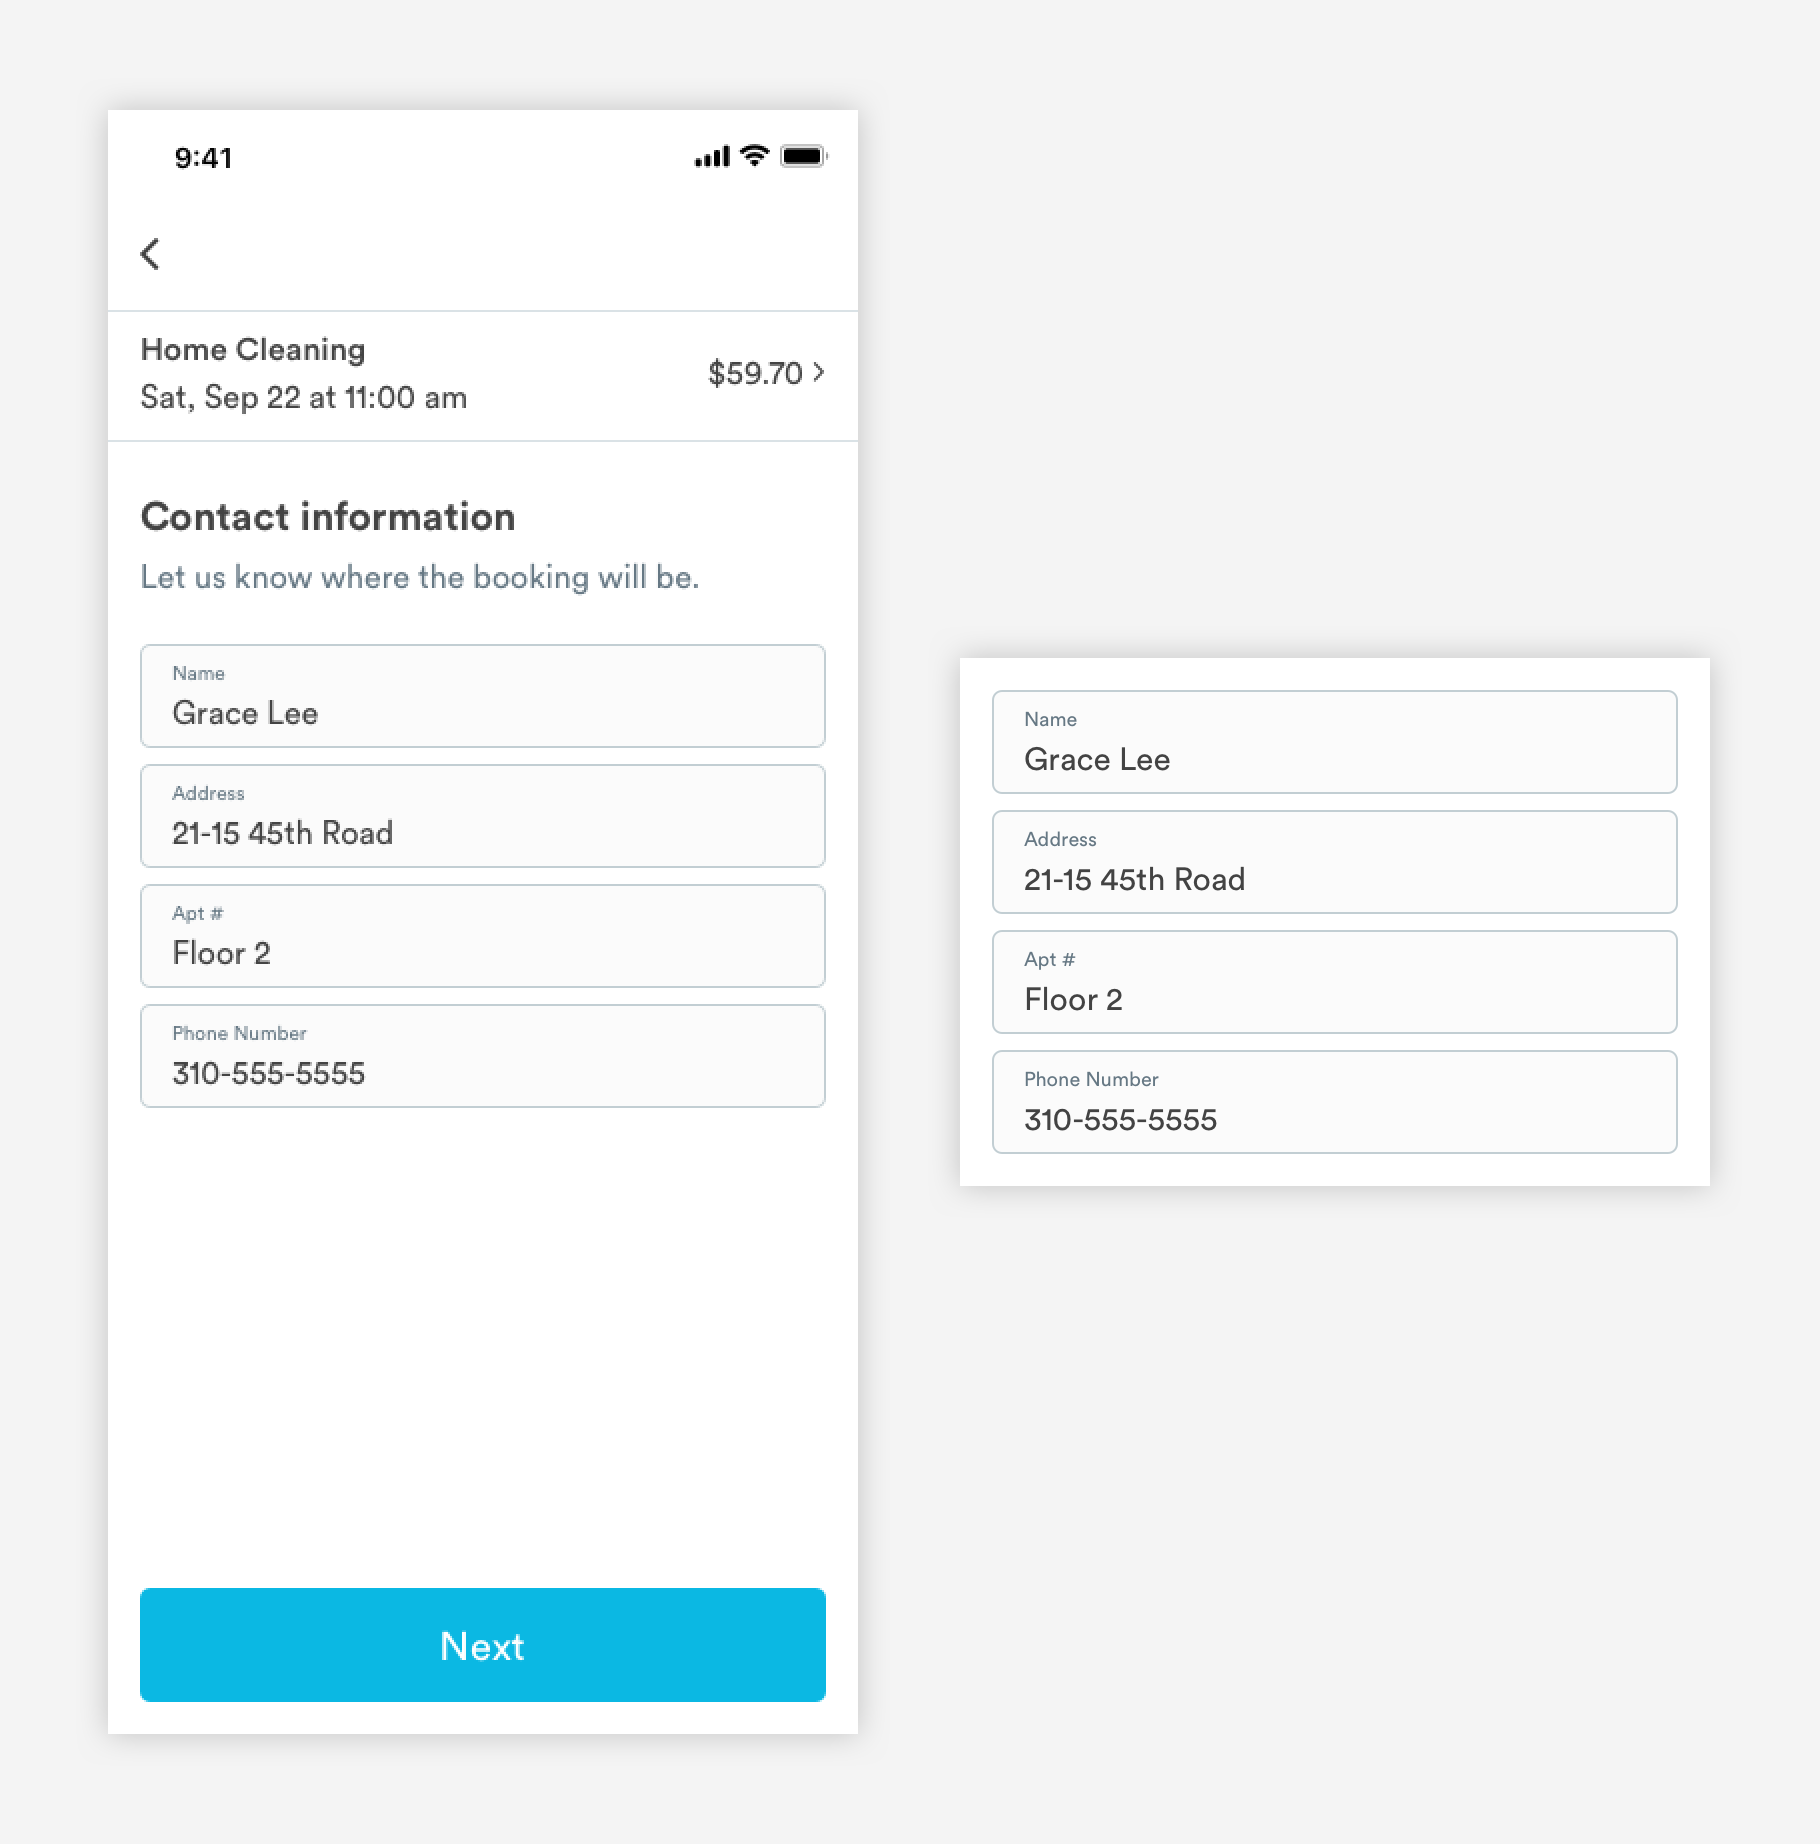 9:41
Home Cleaning
Sat, Sep 22 at 11:00 am
$59.70
Contact information
Let us know where the booking will be.
Name
Grace Lee
Address
21-15 45th Road
Apt #
Floor 2
Phone Number
310-555-5555
Next
Name
Grace Lee
Address
21-15 45th Road
Apt #
Floor 2
Phone Number
310-555-5555